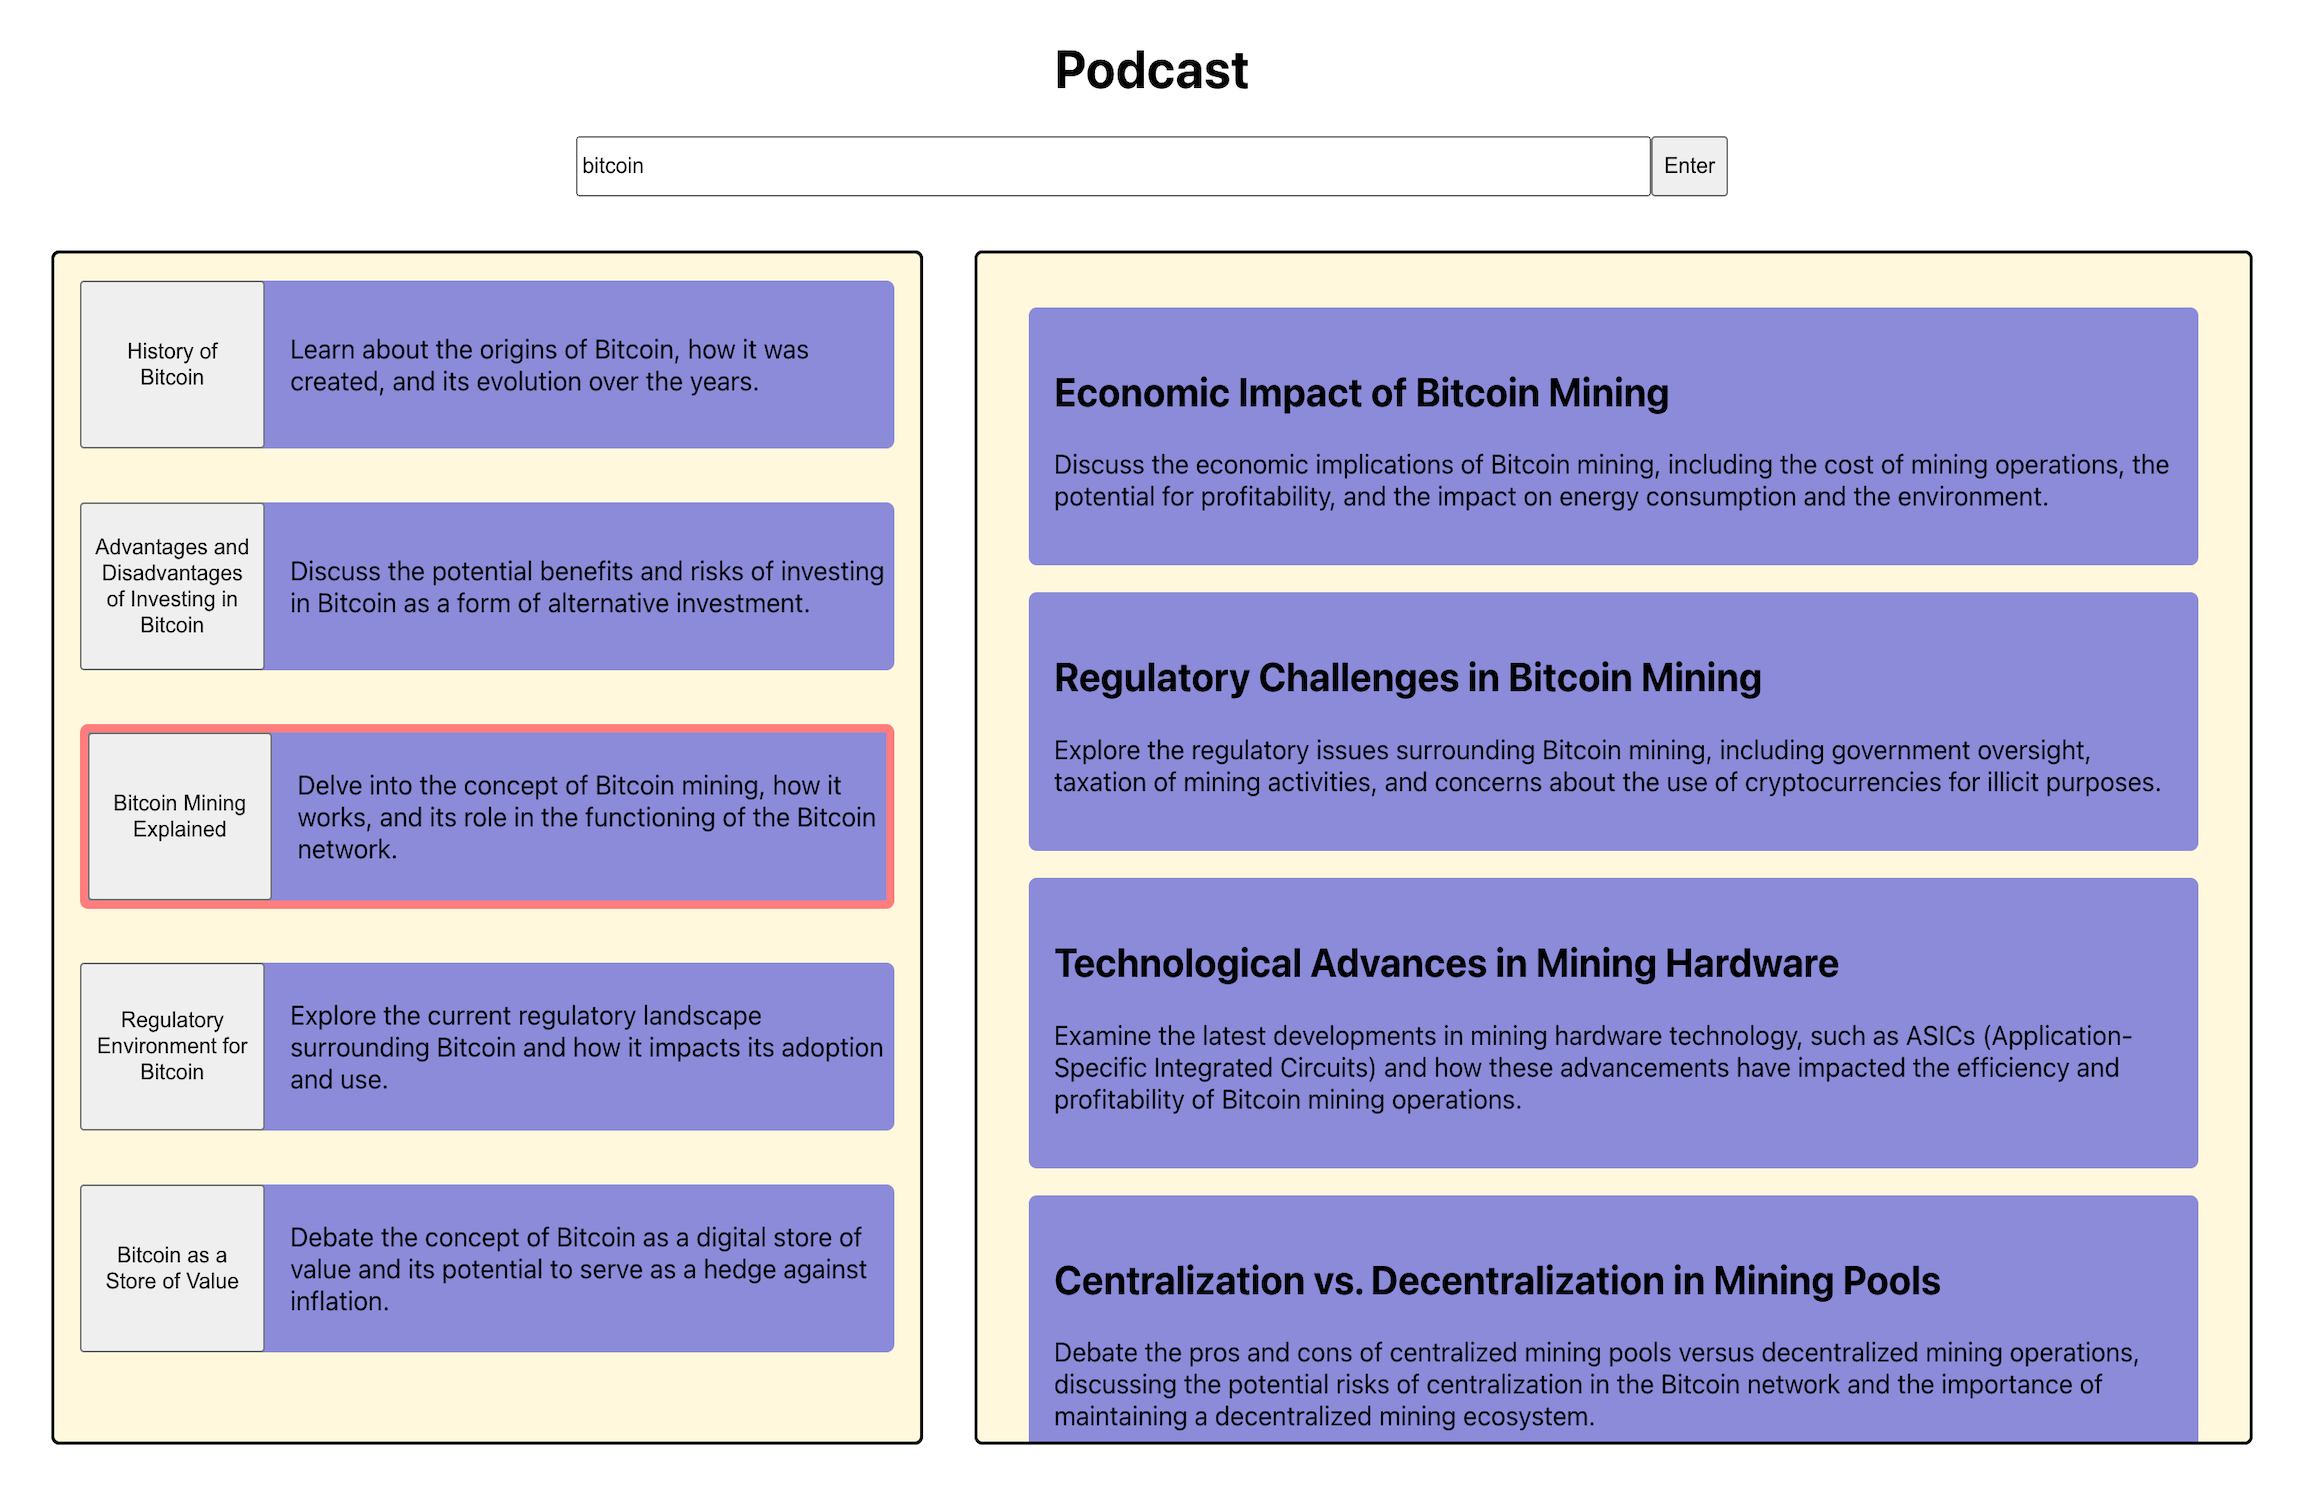 Podcast
bitcoin
Enter
History of
Bitcoin
Learn about the origins of Bitcoin, how it was
created, and its evolution over the years.
Advantages and
Disadvantages
of Investing in
Bitcoin
Discuss the potential benefits and risks of investing
in Bitcoin as a form of alternative investment.
Bitcoin Mining
Explained
Delve into the concept of Bitcoin mining, how it
works, and its role in the functioning of the Bitcoin
network.
Regulatory
Environment for
Bitcoin
Explore the current regulatory landscape
surrounding Bitcoin and how it impacts its adoption
and use.
Bitcoin as a
Store of Value
Debate the concept of Bitcoin as a digital store of
value and its potential to serve as a hedge against
inflation.
Economic Impact of Bitcoin Mining
Discuss the economic implications of Bitcoin mining, including the cost of mining operations, the
potential for profitability, and the impact on energy consumption and the environment.
Regulatory Challenges in Bitcoin Mining
Explore the regulatory issues surrounding Bitcoin mining, including government oversight,
taxation of mining activities, and concerns about the use of cryptocurrencies for illicit purposes.
Technological Advances in Mining Hardware
Examine the latest developments in mining hardware technology, such as ASICs (Application-
Specific Integrated Circuits) and how these advancements have impacted the efficiency and
profitability of Bitcoin mining operations.
Centralization vs. Decentralization in Mining Pools
Debate the pros and cons of centralized mining pools versus decentralized mining operations,
discussing the potential risks of centralization in the Bitcoin network and the importance of
maintaining a decentralized mining ecosystem.